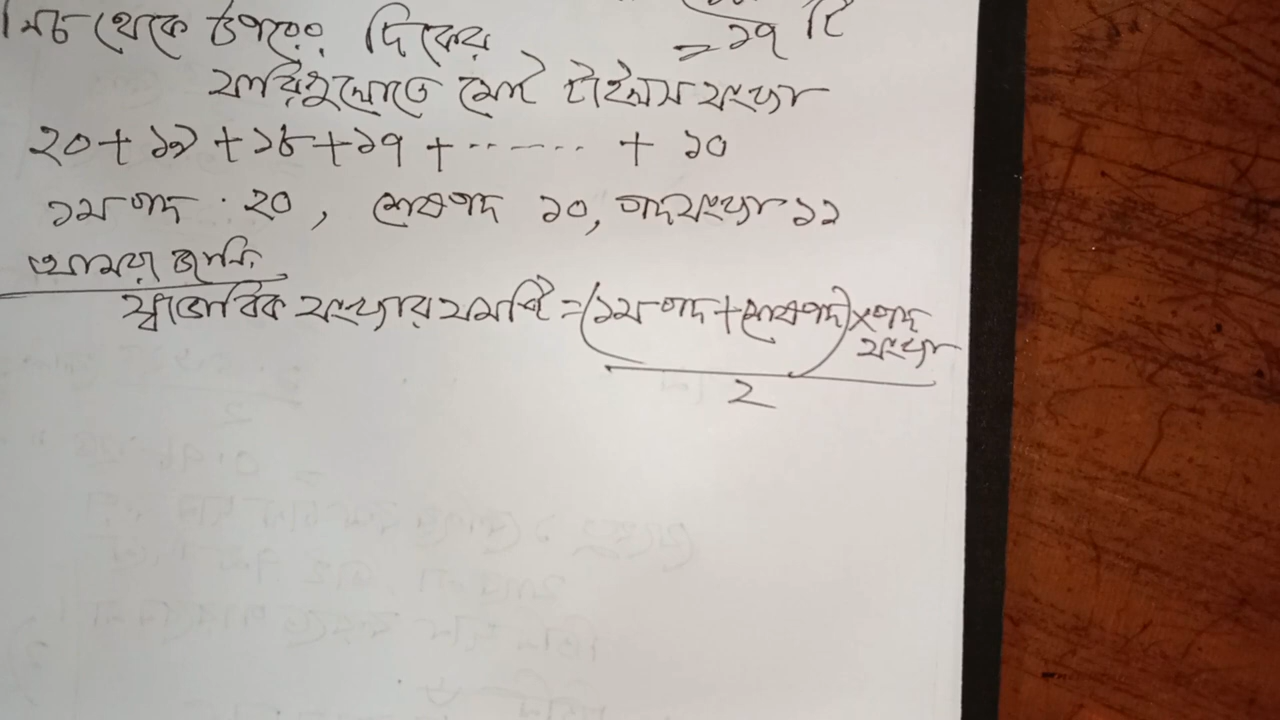 নিচ থেকে উপরের দিকের = ১৭ টি
সারিগুলোতে মোট টাইলস সংখ্যা
২০ + ১৯ + ১৮ + ১৭ + ........ + ১০
১ম পদ . ২০, শেষপদ ১০, পদসংখ্যা ১১
আমরা জানি,
স্বাভাবিক সংখ্যার সমষ্টি = (১ম পদ + শেষপদ) × পদ
সংখ্যা
২